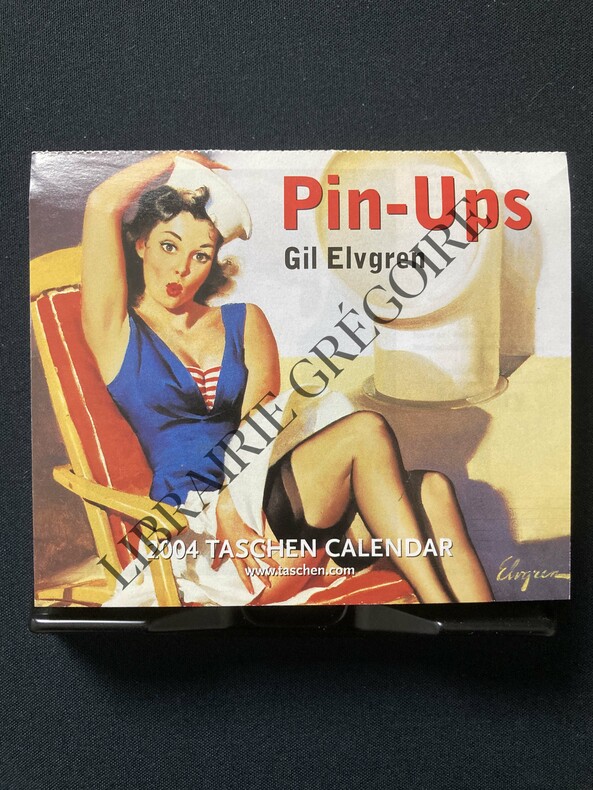 Pin-Ups
Gil Elvgren
LIBRAIRIE GRÉGOIRE
2004 TASCHEN CALENDAR
www.taschen.com
Elvgren